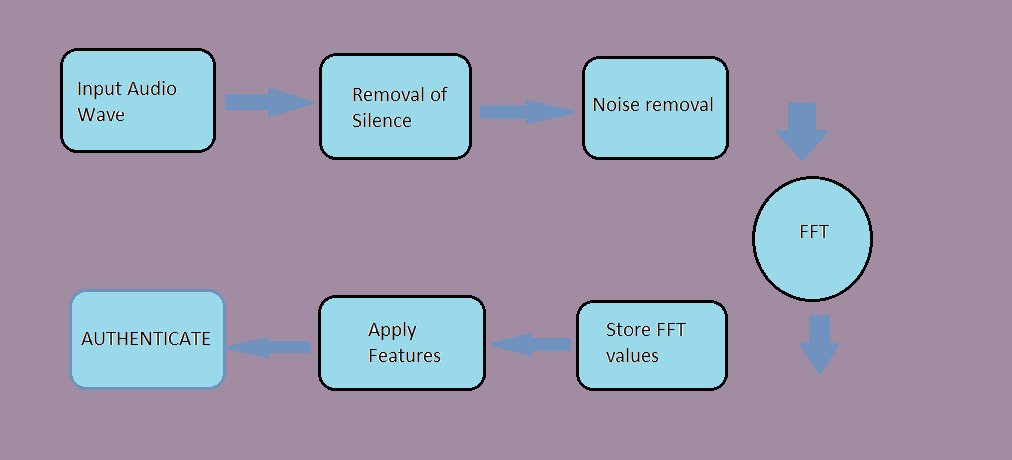 Input Audio
Wave
Removal of
Silence
Noise removal
FFT
Store FFT
values
Apply
Features
AUTHENTICATE